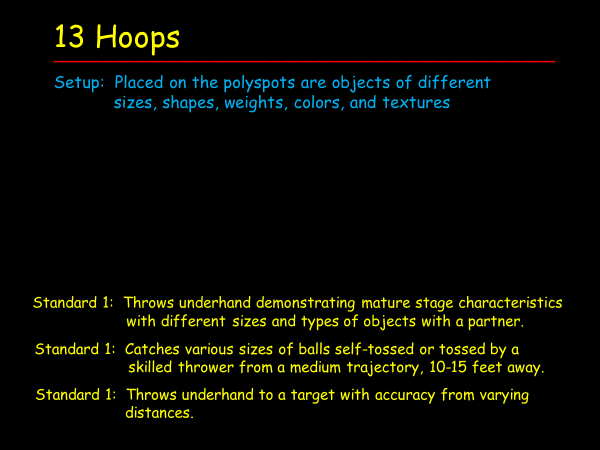 13 Hoops
Setup: Placed on the polyspots are objects of different
sizes, shapes, weights, colors, and textures
Standard 1: Throws underhand demonstrating mature stage characteristics
with different sizes and types of objects with a partner.
Standard 1: Catches various sizes of balls self-tossed or tossed by a
skilled thrower from a medium trajectory, 10-15 feet away.
Standard 1: Throws underhand to a target with accuracy from varying
distances.